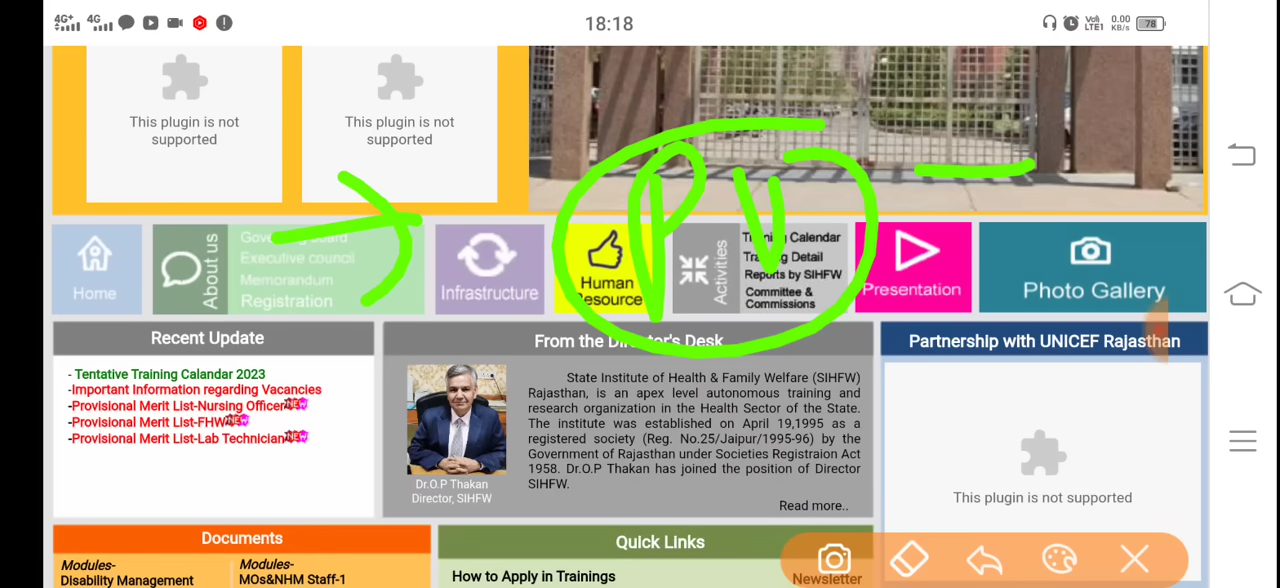 4G+ 4G 18:18 VoLTE1 0.00 KB/s 78
This plugin is not supported
This plugin is not supported
Home
About us
Executive council
Memorandum
Registration
Infrastructure
Human
Resource
Activities
Training Calendar
Training Detail
Reports by SIHFW
Committee &
Commissions
Presentation
Photo Gallery
Recent Update
- Tentative Training Calandar 2023
-Important Information regarding Vacancies
-Provisional Merit List-Nursing Officer
-Provisional Merit List-FHW
-Provisional Merit List-Lab Technician
From the Director's Desk
State Institute of Health & Family Welfare (SIHFW)
Rajasthan, is an apex level autonomous training and
research organization in the Health Sector of the State.
The institute was established on April 19,1995 as a
registered society (Reg. No.25/Jaipur/1995-96) by the
Government of Rajasthan under Societies Registraion Act
1958. Dr.O.P Thakan has joined the position of Director
SIHFW.
Dr.O.P Thakan
Director, SIHFW
Read more..
Partnership with UNICEF Rajasthan
This plugin is not supported
Documents
Modules-
Disability Management
Modules-
MOs&NHM Staff-1
Quick Links
How to Apply in Trainings
Newsletter